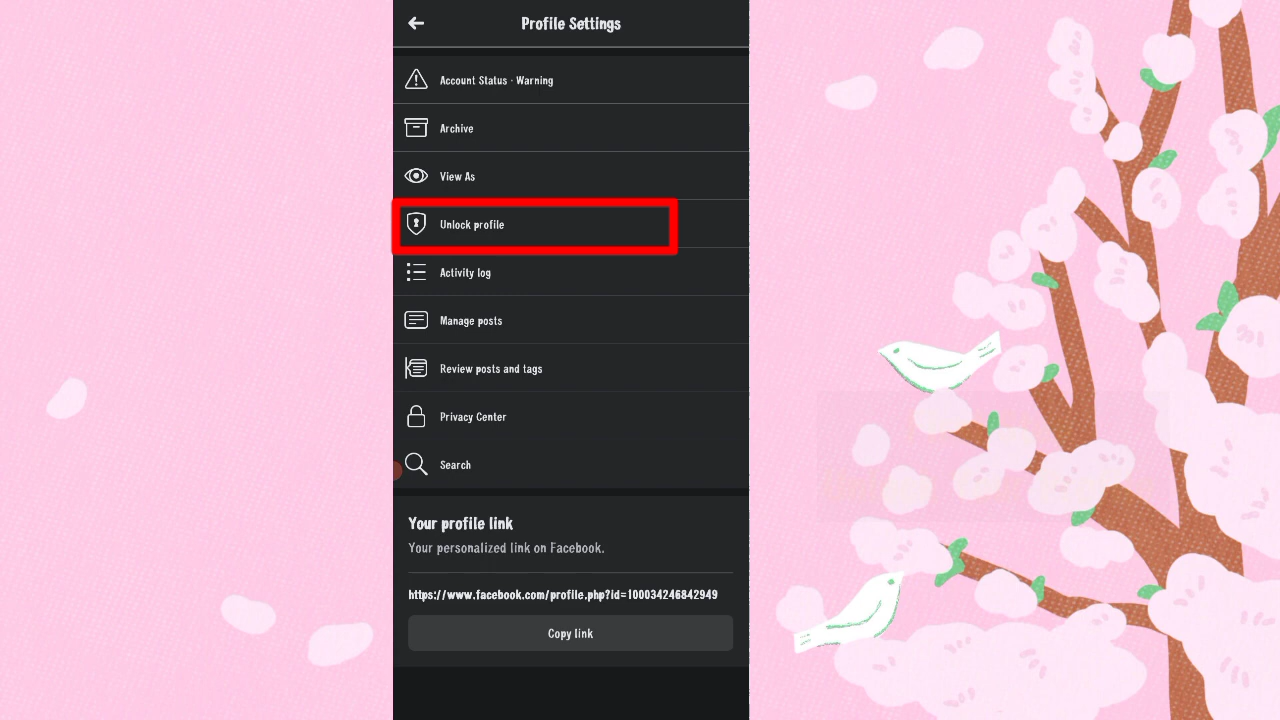 Profile Settings
Account Status · Warning
Archive
View As
Unlock profile
Activity log
Manage posts
Review posts and tags
Privacy Center
Search
Your profile link
Your personalized link on Facebook.
https://www.facebook.com/profile.php?id=100034246842949
Copy link